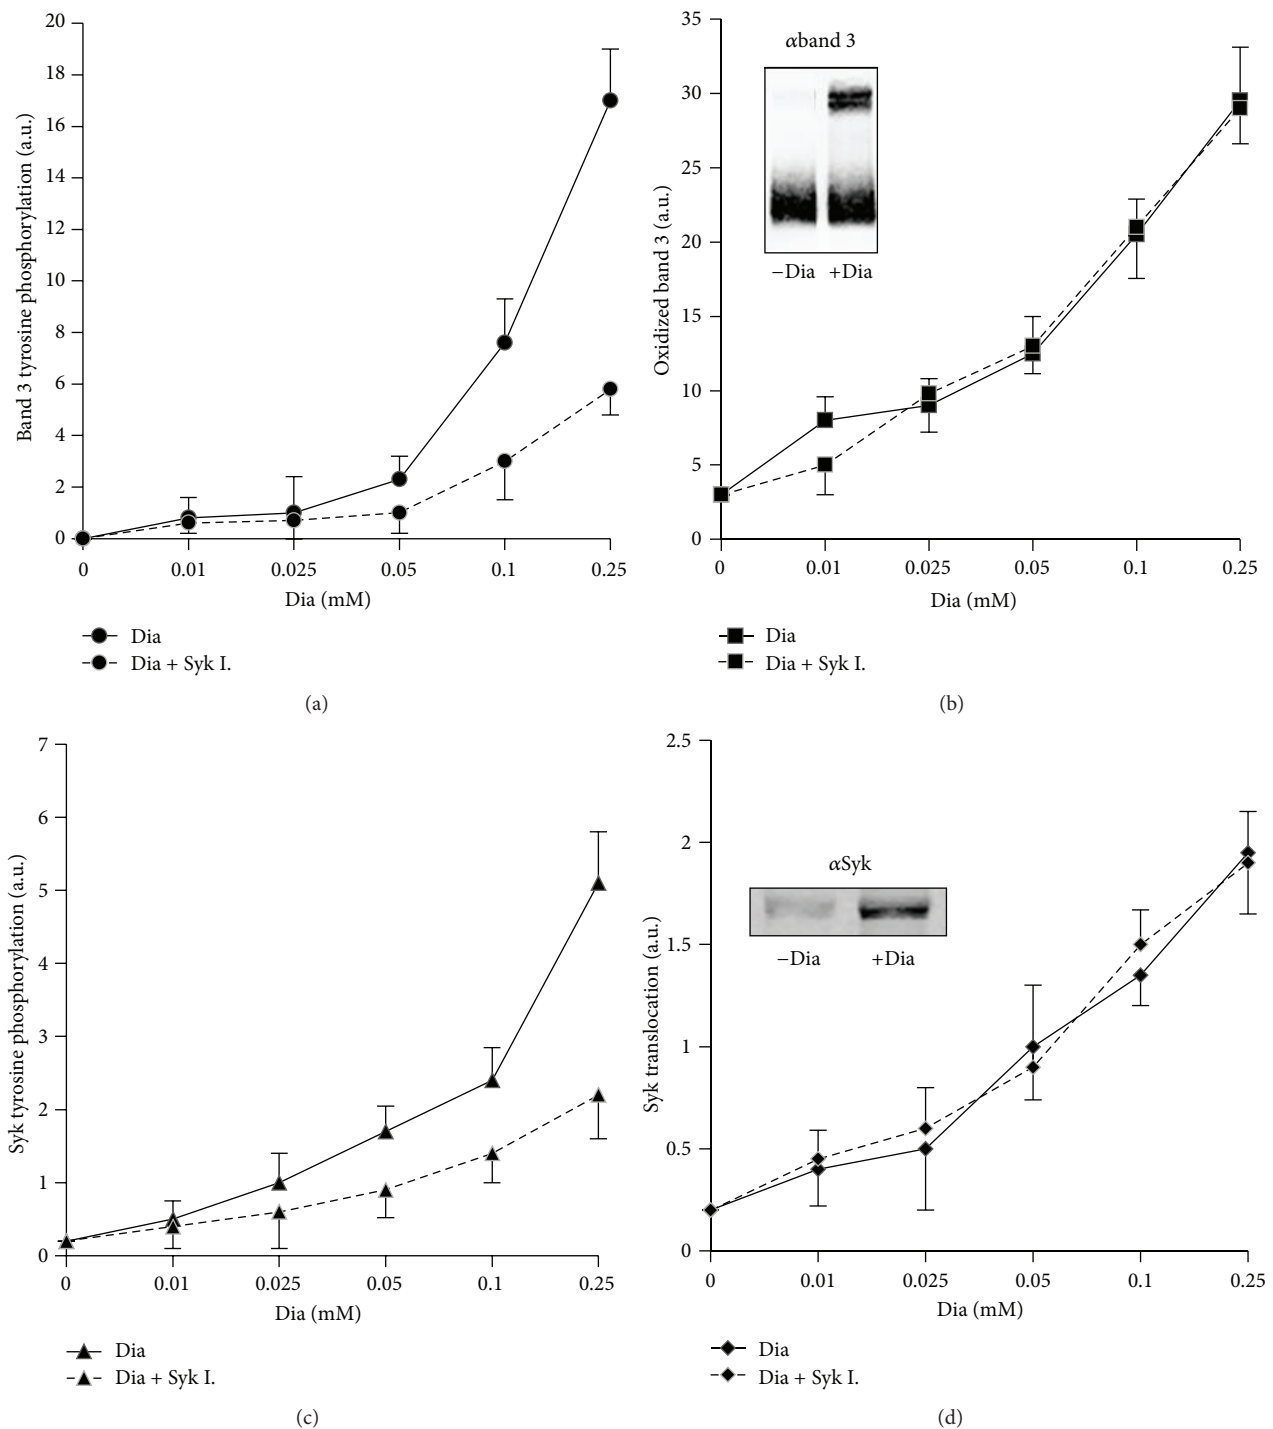 20
18
16
14
12
10
8
6
4
2
0
Band 3 tyrosine phosphorylation (a.u.)
0 0.01 0.025 0.05 0.1 0.25
Dia (mM)
Dia
Dia + Syk I.
(a)
35
30
25
20
15
10
5
0
Oxidized band 3 (a.u.)
αband 3
−Dia +Dia
0 0.01 0.025 0.05 0.1 0.25
Dia (mM)
Dia
Dia + Syk I.
(b)
7
6
5
4
3
2
1
0
Syk tyrosine phosphorylation (a.u.)
0 0.01 0.025 0.05 0.1 0.25
Dia (mM)
Dia
Dia + Syk I.
(c)
2.5
2
1.5
1
0.5
0
Syk translocation (a.u.)
αSyk
−Dia +Dia
0 0.01 0.025 0.05 0.1 0.25
Dia (mM)
Dia
Dia + Syk I.
(d)